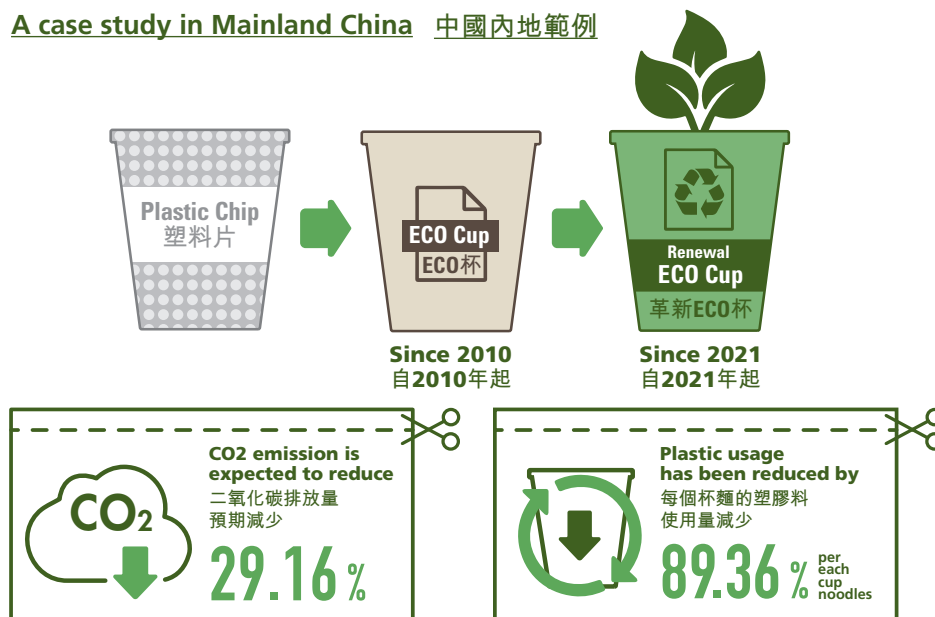 A case study in Mainland China 中國內地範例
Plastic Chip
塑料片
ECO Cup
ECO杯
Renewal
ECO Cup
革新ECO杯
Since 2010
自2010年起
Since 2021
自2021年起
CO2
CO2 emission is
expected to reduce
二氧化碳排放量
預期減少
29.16 %
Plastic usage
has been reduced by
每個杯麵的塑膠料
使用量減少
89.36 % per
each
cup
noodles